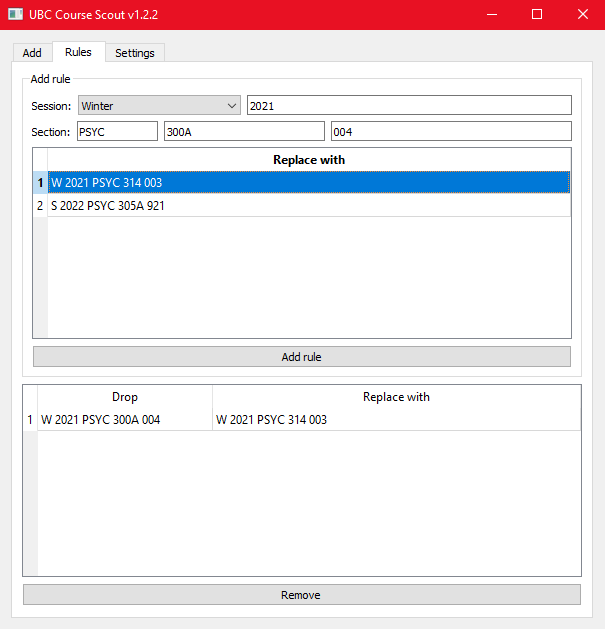 UBC Course Scout v1.2.2
Add Rules Settings
Add rule
Session: Winter 2021
Section: PSYC 300A 004
Replace with
1 W 2021 PSYC 314 003
2 S 2022 PSYC 305A 921
Add rule
Drop Replace with
1 W 2021 PSYC 300A 004 W 2021 PSYC 314 003
Remove